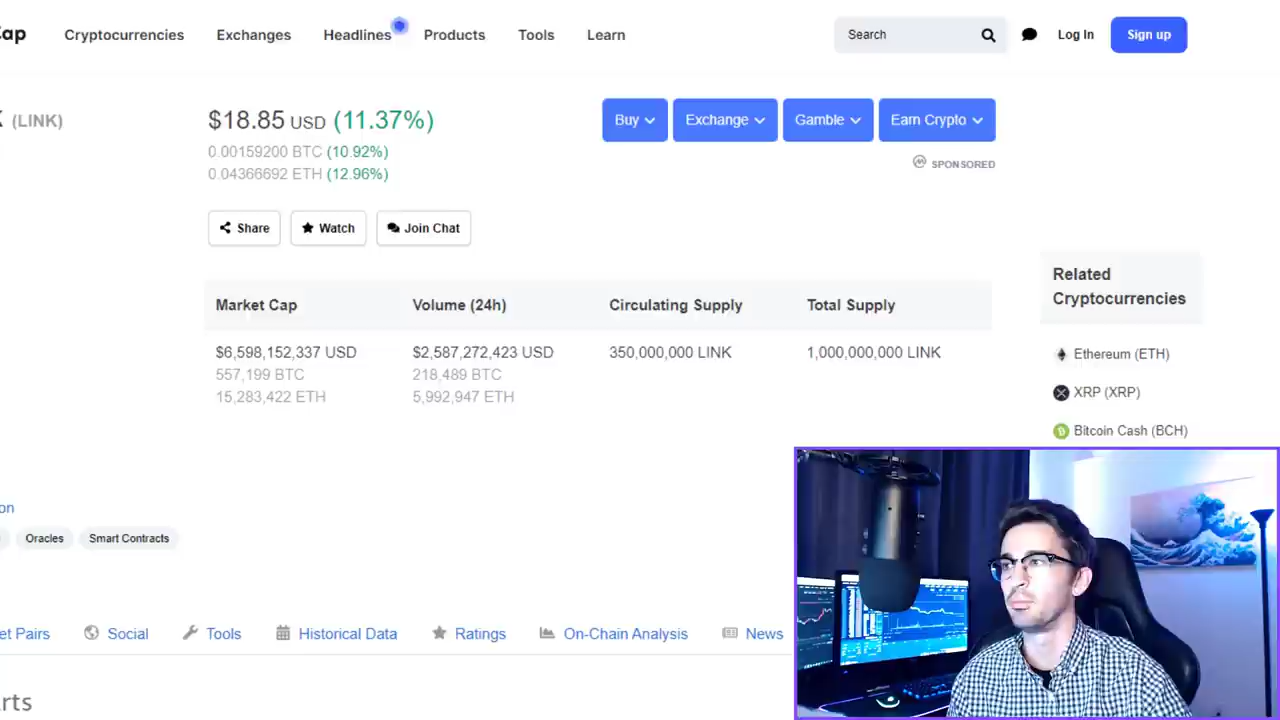 ap Cryptocurrencies Exchanges Headlines Products Tools Learn Search Log In Sign up
(LINK) $18.85 USD (11.37%) Buy Exchange Gamble Earn Crypto
0.00159200 BTC (10.92%)
0.04366692 ETH (12.96%)
SPONSORED
Share Watch Join Chat
Market Cap Volume (24h) Circulating Supply Total Supply
$6,598,152,337 USD $2,587,272,423 USD 350,000,000 LINK 1,000,000,000 LINK
557,199 BTC 218,489 BTC
15,283,422 ETH 5,992,947 ETH
Related
Cryptocurrencies
Ethereum (ETH)
XRP (XRP)
Bitcoin Cash (BCH)
on
Oracles Smart Contracts
et Pairs Social Tools Historical Data Ratings On-Chain Analysis News
rts